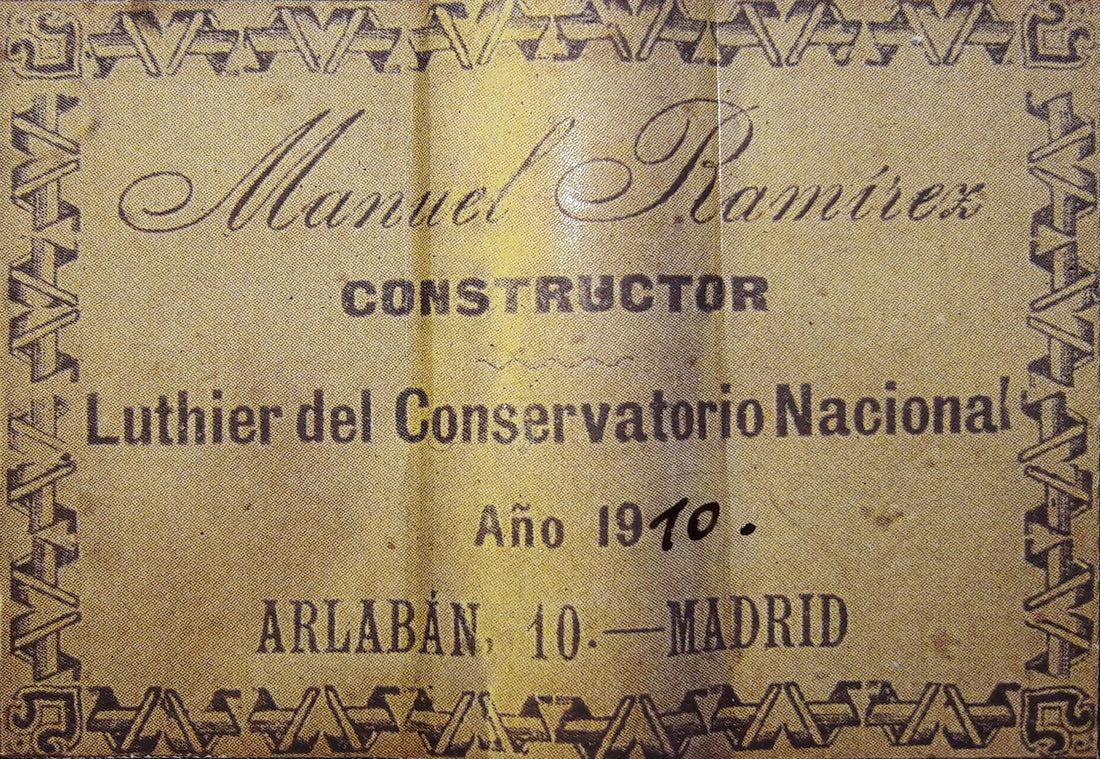 Manuel Ramírez
CONSTRUCTOR
Luthier del Conservatorio Nacional
Año 1910.
ARLABÁN, 10.—MADRID